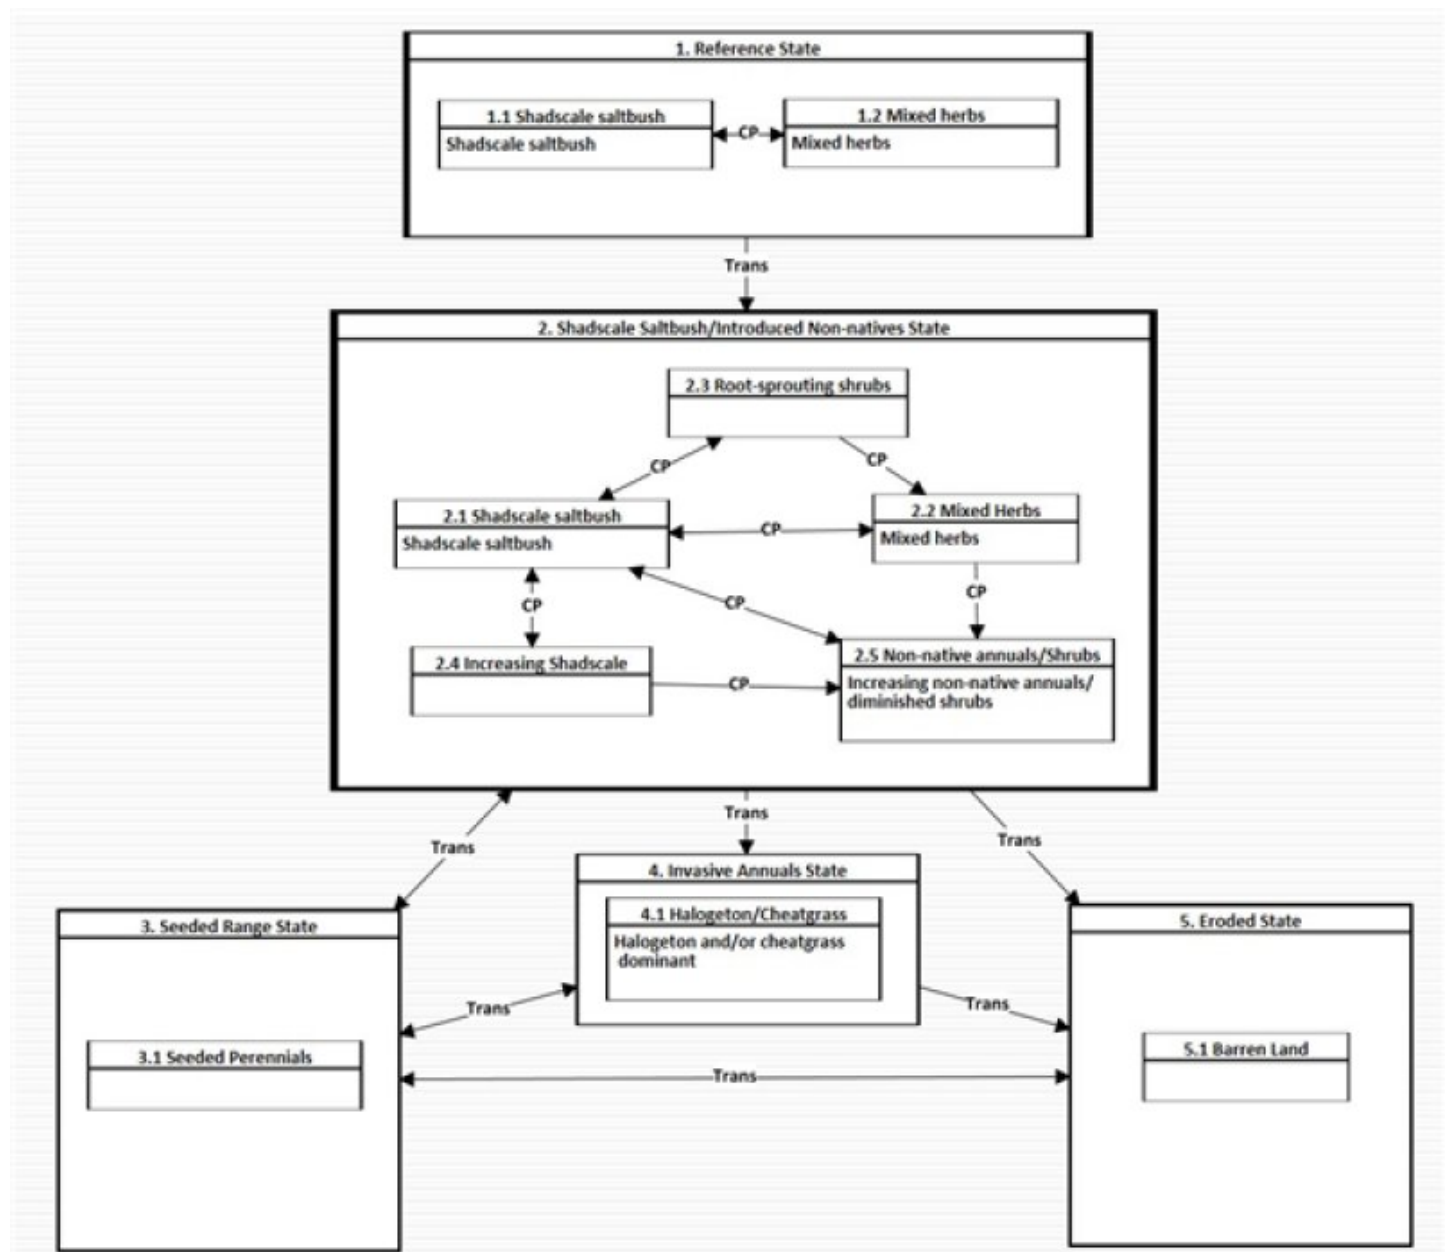 1. Reference State
1.1 Shadscale saltbush
Shadscale saltbush
CP
1.2 Mixed herbs
Mixed herbs
Trans
2. Shadscale Saltbush/Introduced Non-natives State
2.3 Root-sprouting shrubs
CP
CP
2.1 Shadscale saltbush
Shadscale saltbush
CP
2.2 Mixed Herbs
Mixed herbs
CP
CP
CP
2.4 Increasing Shadscale
CP
2.5 Non-native annuals/Shrubs
Increasing non-native annuals/
diminished shrubs
Trans
Trans
Trans
3. Seeded Range State
3.1 Seeded Perennials
4. Invasive Annuals State
4.1 Halogeton/Cheatgrass
Halogeton and/or cheatgrass
dominant
5. Eroded State
5.1 Barren Land
Trans
Trans
Trans